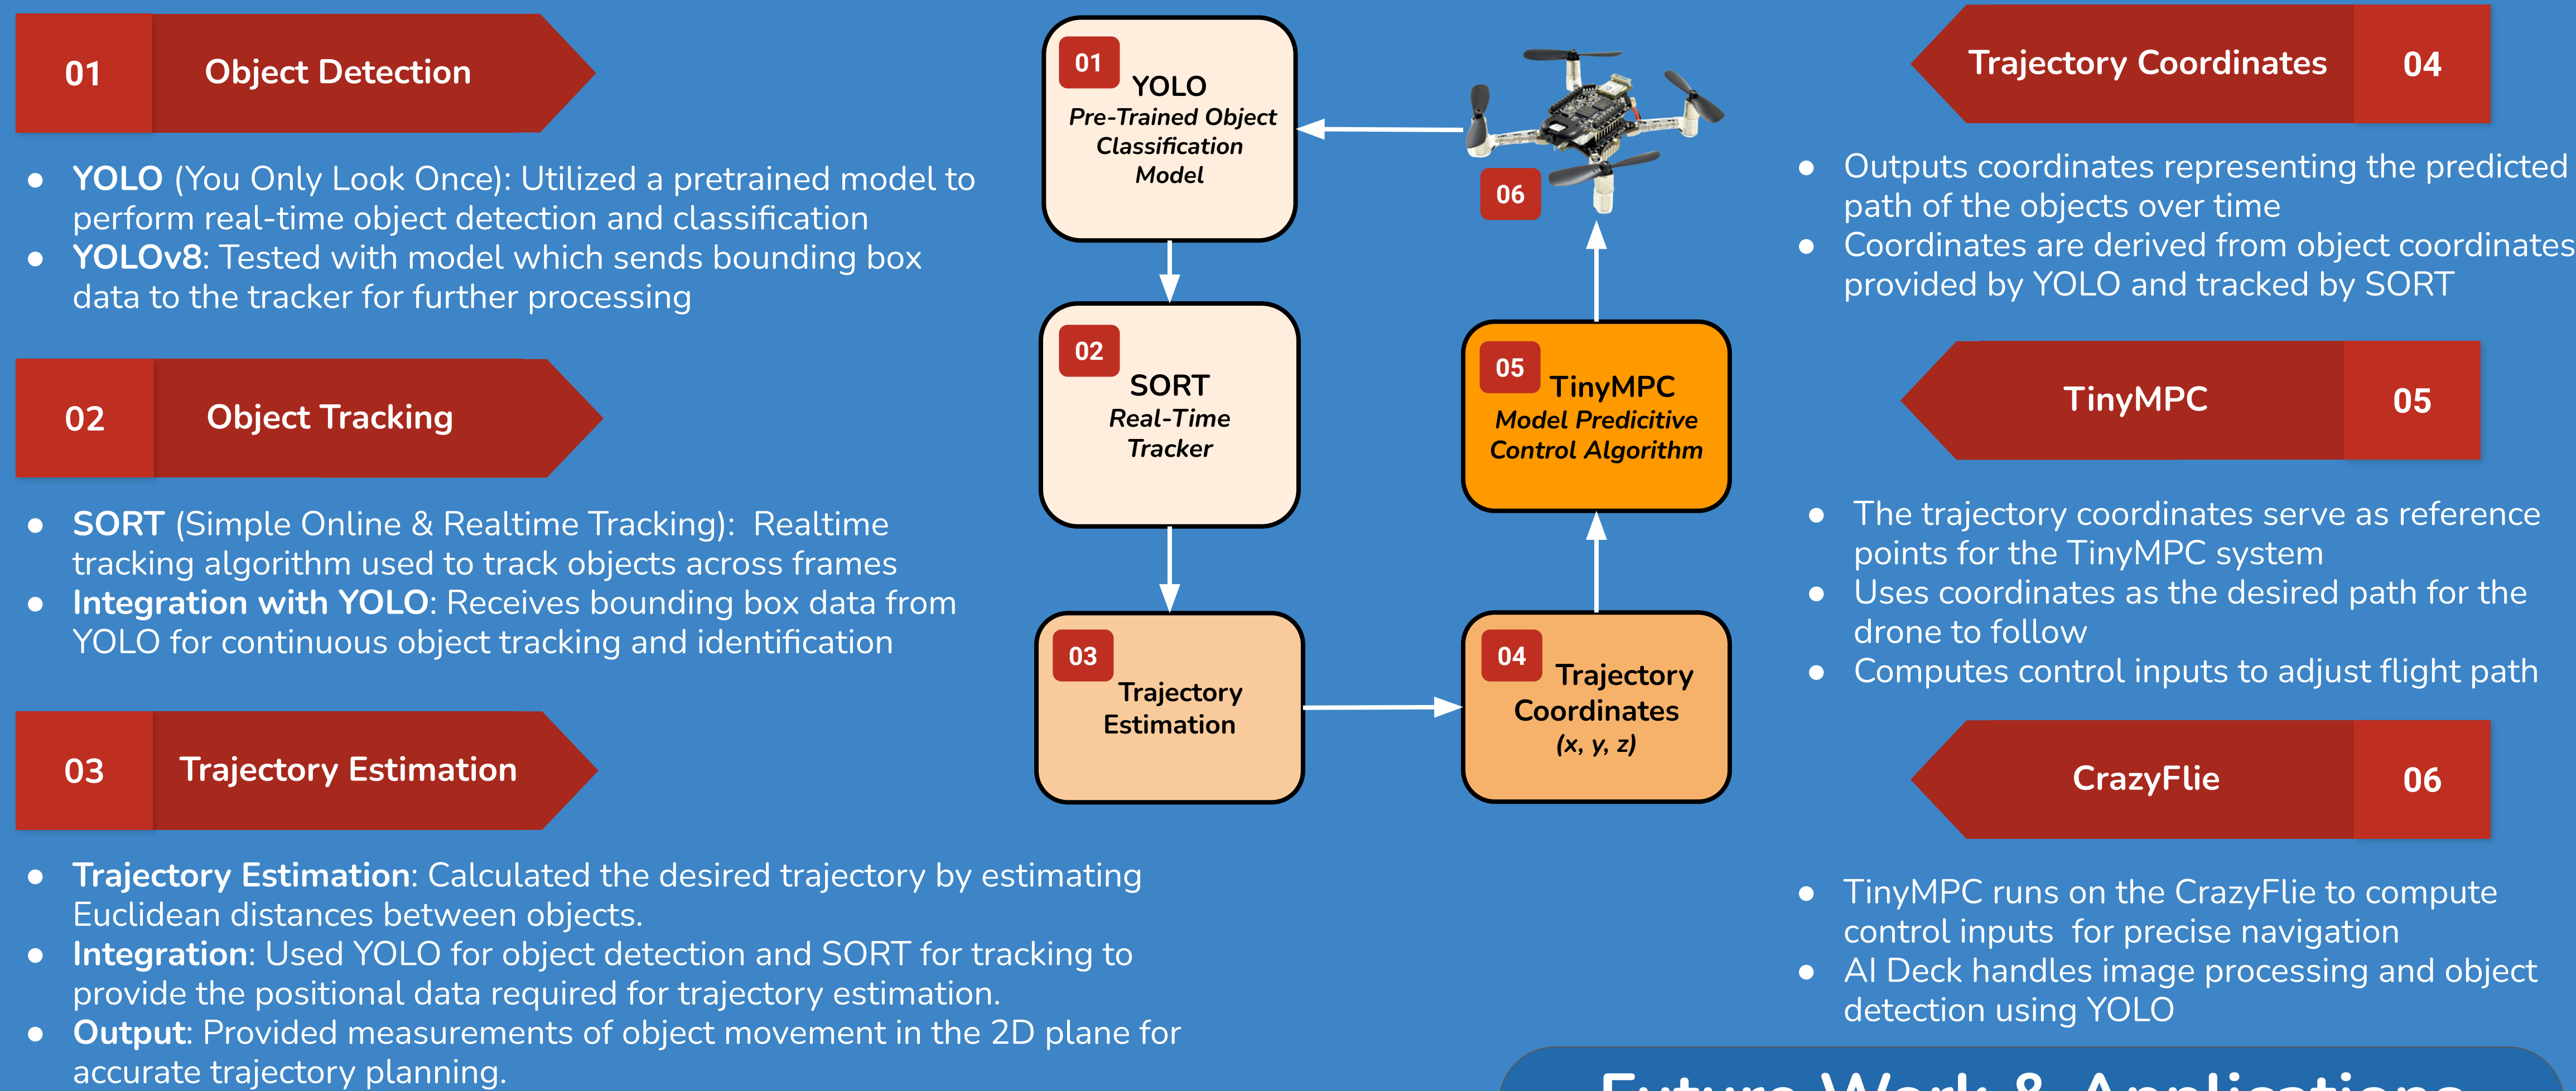 01 Object Detection
● YOLO (You Only Look Once): Utilized a pretrained model to
perform real-time object detection and classification
● YOLOv8: Tested with model which sends bounding box
data to the tracker for further processing
02 Object Tracking
● SORT (Simple Online & Realtime Tracking):  Realtime
tracking algorithm used to track objects across frames
● Integration with YOLO: Receives bounding box data from
YOLO for continuous object tracking and identification
03 Trajectory Estimation
● Trajectory Estimation: Calculated the desired trajectory by estimating
Euclidean distances between objects.
● Integration: Used YOLO for object detection and SORT for tracking to
provide the positional data required for trajectory estimation.
● Output: Provided measurements of object movement in the 2D plane for
accurate trajectory planning.
01
YOLO
Pre-Trained Object
Classification
Model
02
SORT
Real-Time
Tracker
03
Trajectory
Estimation
04
Trajectory
Coordinates
(x, y, z)
05
TinyMPC
Model Predicitive
Control Algorithm
06
Trajectory Coordinates 04
● Outputs coordinates representing the predicted
path of the objects over time
● Coordinates are derived from object coordinates
provided by YOLO and tracked by SORT
TinyMPC 05
● The trajectory coordinates serve as reference
points for the TinyMPC system
● Uses coordinates as the desired path for the
drone to follow
● Computes control inputs to adjust flight path
CrazyFlie 06
● TinyMPC runs on the CrazyFlie to compute
control inputs  for precise navigation
● AI Deck handles image processing and object
detection using YOLO
Future Work & Applications